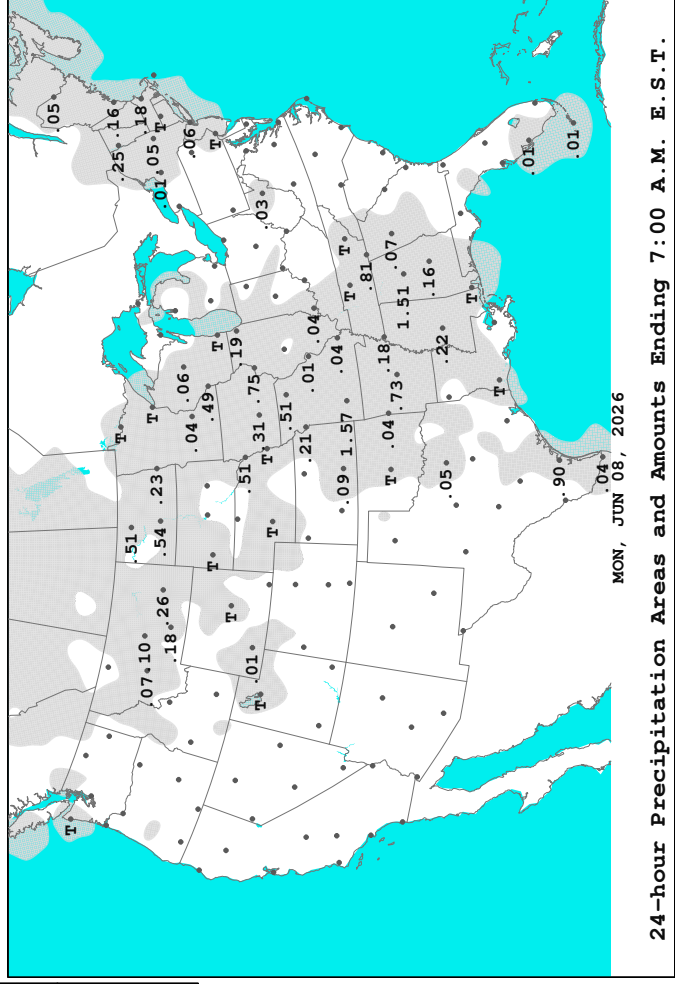 .05
T
.16
.25
T
.51
.18
.07
.10
.05
T
.23
T
.54
.01
.26
.18
.06
.06
.04
.49
T
T
T
T
.19
.51
.01
.75
T
.31
.03
T
T
.51
.21
.01
.04
.04
.09
1.57
T
T
.81
.18
.04
T
.07
.73
1.51
.16
.22
.05
T
T
.01
.90
.01
.04
MON, JUN 08, 2026
24-hour Precipitation Areas and Amounts Ending 7:00 A.M. E.S.T.